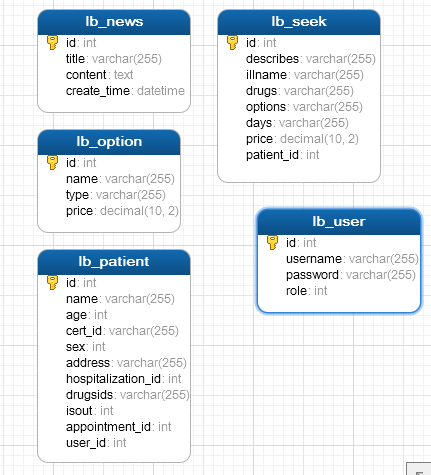 lb_news
id: int
title: varchar(255)
content: text
create_time: datetime
lb_seek
id: int
describes: varchar(255)
illname: varchar(255)
drugs: varchar(255)
options: varchar(255)
days: varchar(255)
price: decimal(10, 2)
patient_id: int
lb_option
id: int
name: varchar(255)
type: varchar(255)
price: decimal(10, 2)
lb_user
id: int
username: varchar(255)
password: varchar(255)
role: int
lb_patient
id: int
name: varchar(255)
age: int
cert_id: varchar(255)
sex: int
address: varchar(255)
hospitalization_id: int
drugsids: varchar(255)
isout: int
appointment_id: int
user_id: int